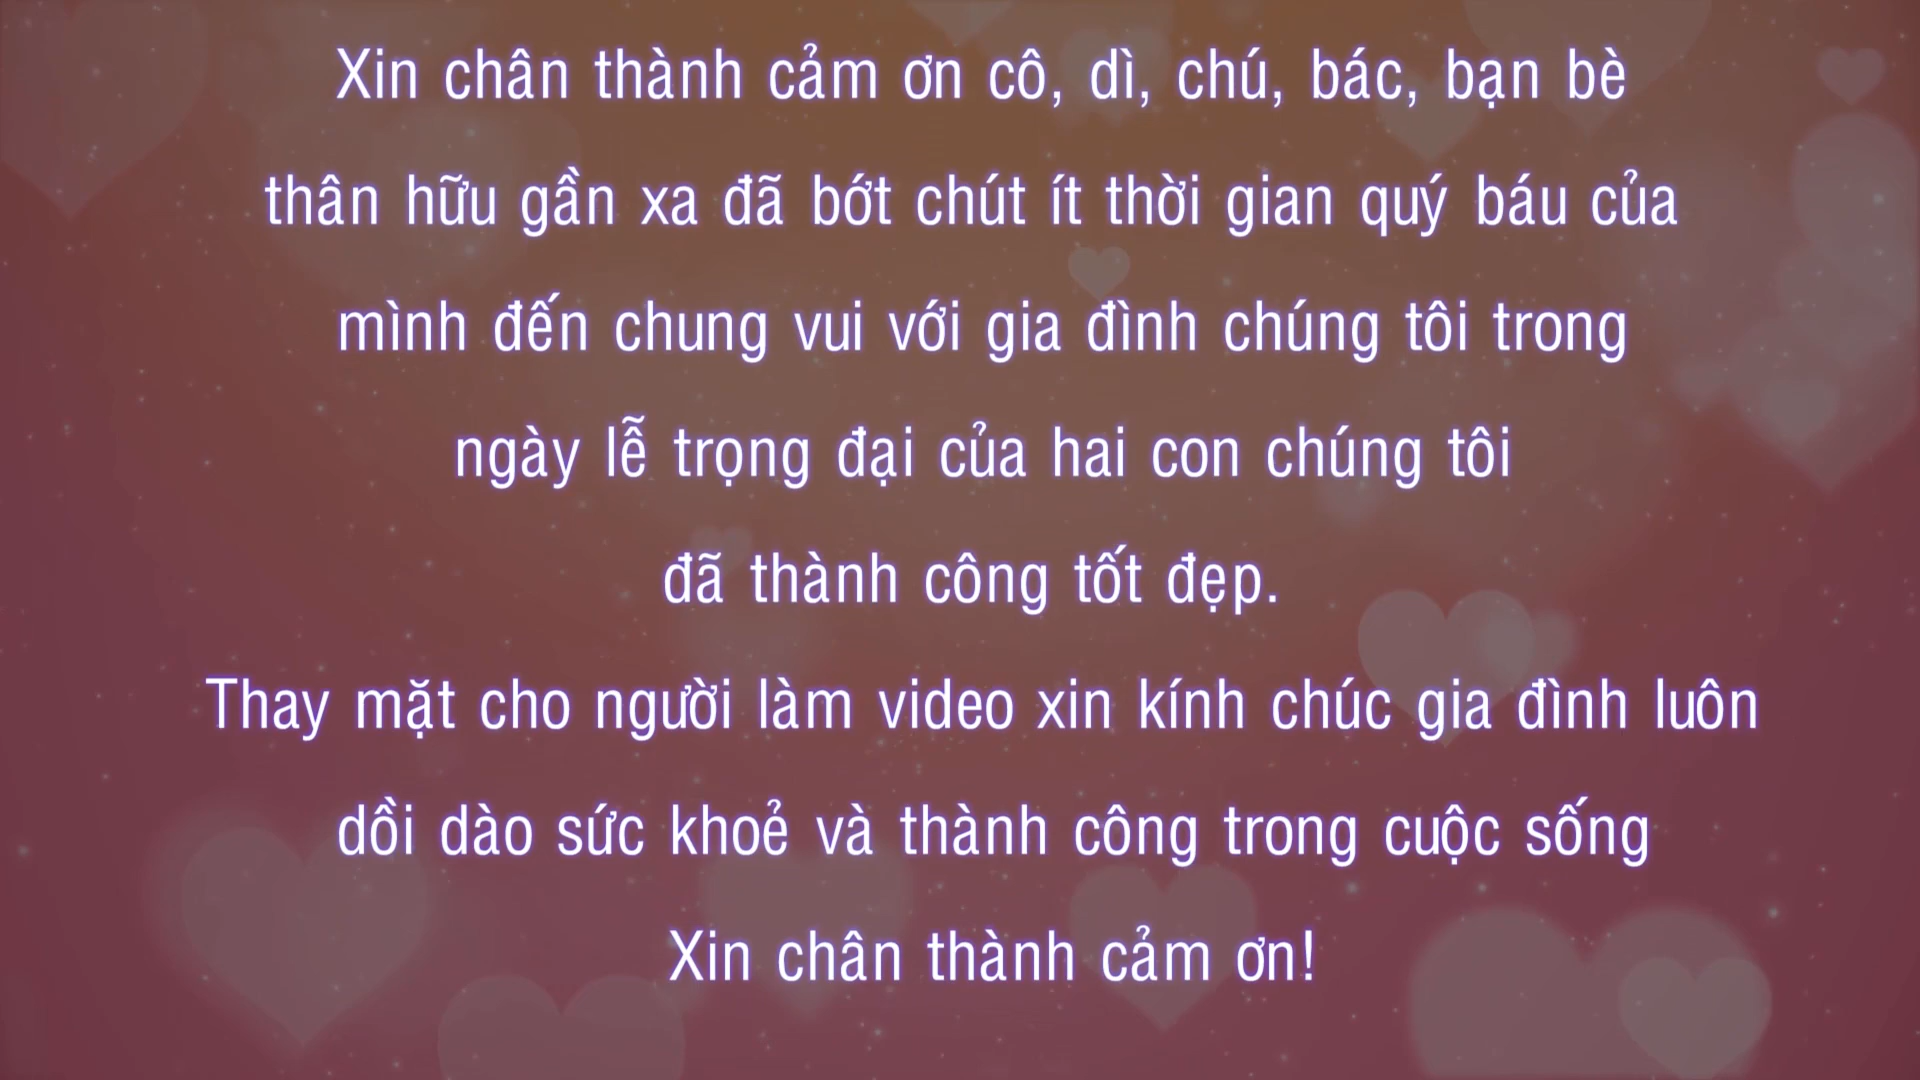 Xin chân thành cảm ơn cô, dì, chú, bác, bạn bè
thân hữu gần xa đã bớt chút ít thời gian quý báu của
mình đến chung vui với gia đình chúng tôi trong
ngày lễ trọng đại của hai con chúng tôi
đã thành công tốt đẹp.
Thay mặt cho người làm video xin kính chúc gia đình luôn
dồi dào sức khoẻ và thành công trong cuộc sống
Xin chân thành cảm ơn!